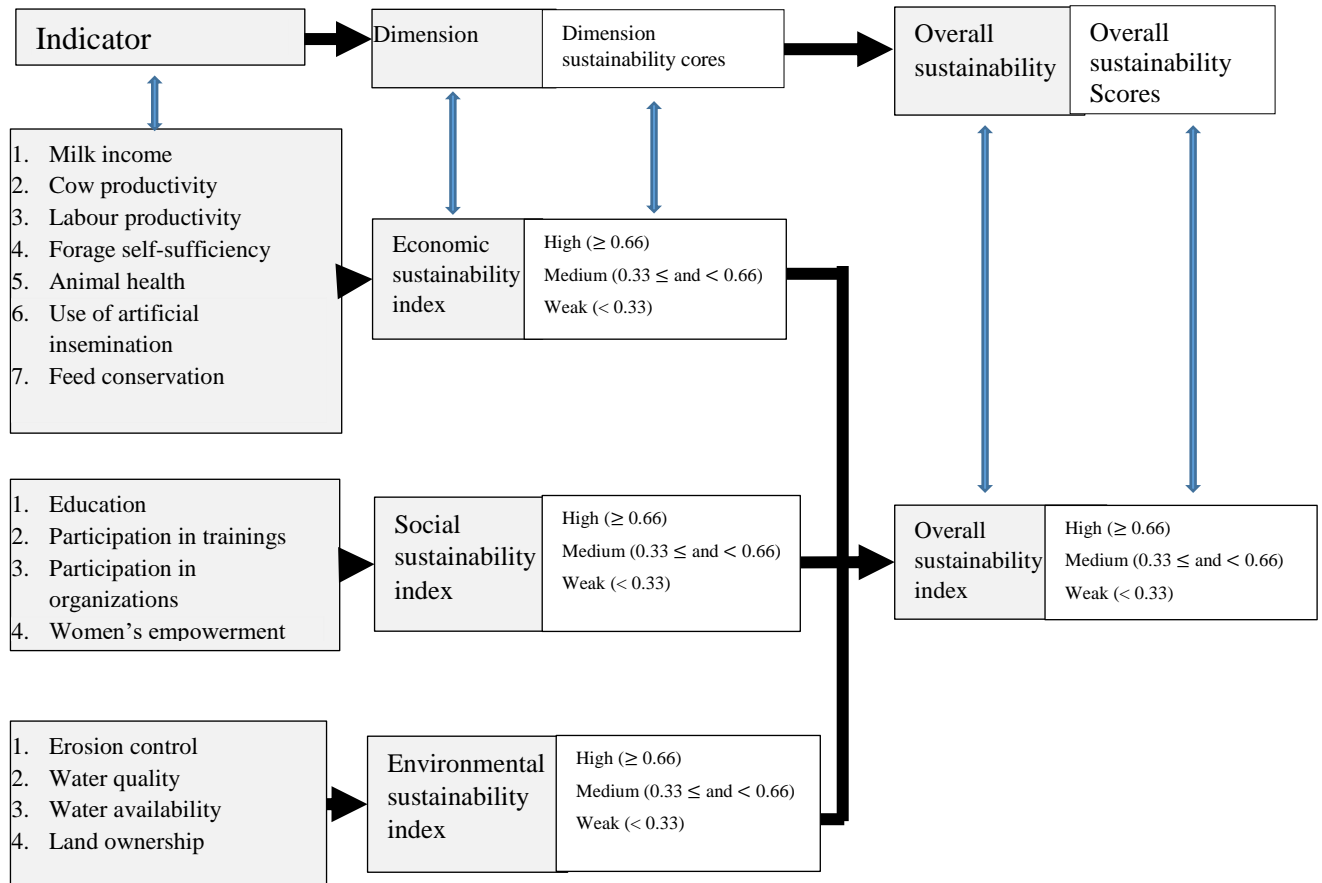 Indicator
Dimension
Dimension
sustainability cores
Overall
sustainability
Overall
sustainability
Scores
1. Milk income
2. Cow productivity
3. Labour productivity
4. Forage self-sufficiency
5. Animal health
6. Use of artificial
insemination
7. Feed conservation
Economic
sustainability
index
High (≥ 0.66)
Medium (0.33 ≤ and < 0.66)
Weak (< 0.33)
1. Education
2. Participation in trainings
3. Participation in
organizations
4. Women’s empowerment
Social
sustainability
index
High (≥ 0.66)
Medium (0.33 ≤ and < 0.66)
Weak (< 0.33)
Overall
sustainability
index
High (≥ 0.66)
Medium (0.33 ≤ and < 0.66)
Weak (< 0.33)
1. Erosion control
2. Water quality
3. Water availability
4. Land ownership
Environmental
sustainability
index
High (≥ 0.66)
Medium (0.33 ≤ and < 0.66)
Weak (< 0.33)